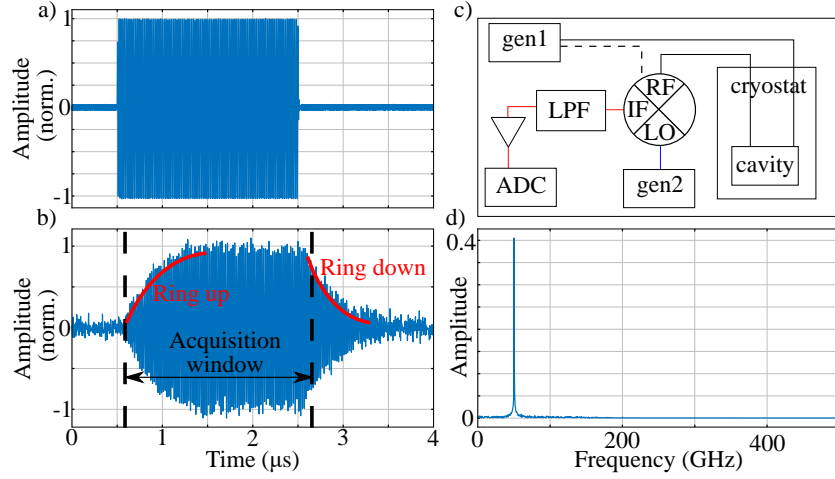 a)
1
0
-1
Amplitude
(norm.)
b)
1
0
-1
Amplitude
(norm.)
Ring up
Ring down
Acquisition
window
0
1
2
3
4
Time (μs)
c)
gen1
RF
IF
LO
LPF
ADC
gen2
cryostat
cavity
d)
0.4
0
Amplitude
0
200
400
Frequency (GHz)